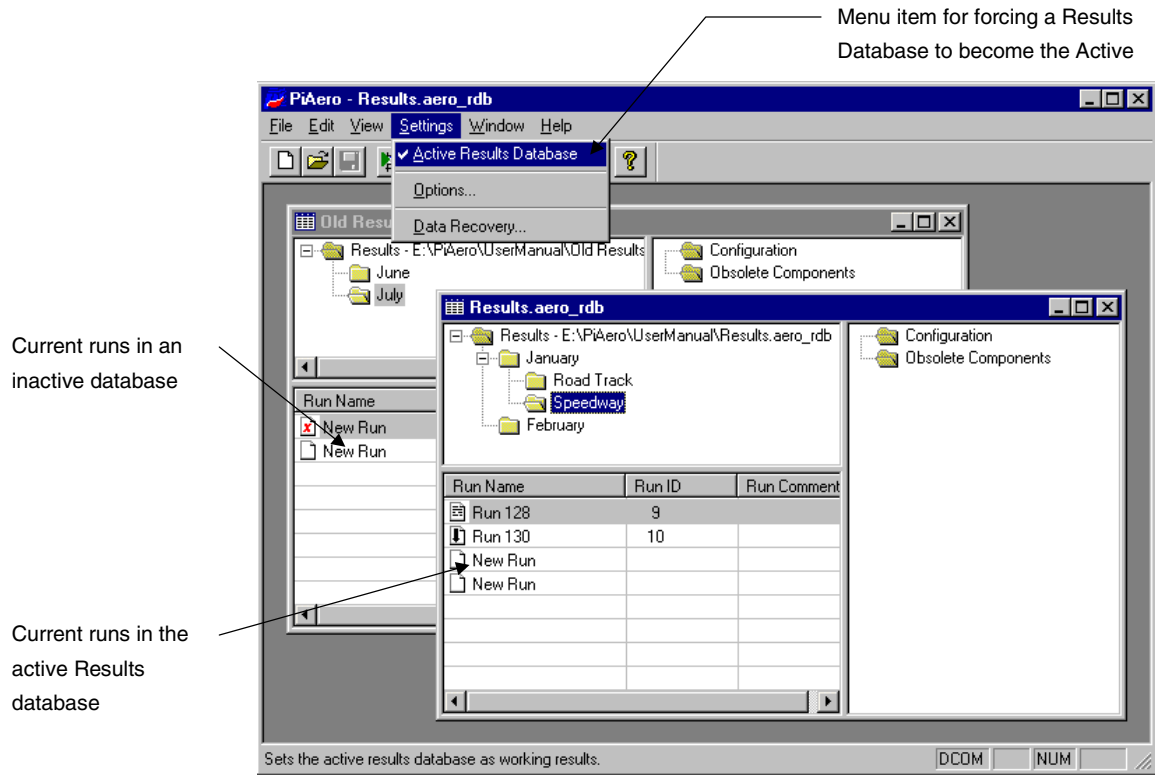 Menu item for forcing a Results
Database to become the Active
PiAero - Results.aero_rdb
File Edit View Settings Window Help
Active Results Database
Options...
Data Recovery...
Old Resu
Results - E:\PiAero\UserManual\Old Results
June
July
Configuration
Obsolete Components
Run Name
New Run
New Run
Results.aero_rdb
Results - E:\PiAero\UserManual\Results.aero_rdb
January
Road Track
Speedway
February
Configuration
Obsolete Components
Run Name Run ID Run Comment
Run 128 9
Run 130 10
New Run
New Run
Current runs in an
inactive database
Current runs in the
active Results
database
Sets the active results database as working results.
DCOM NUM